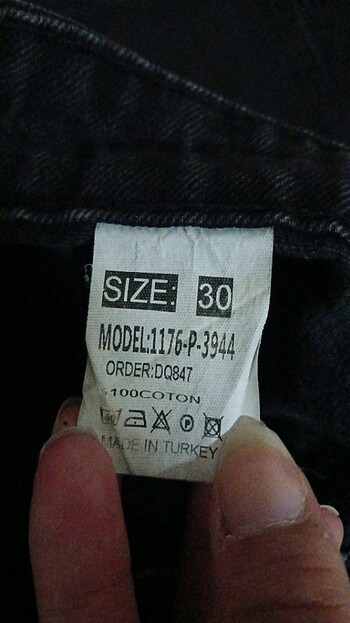 SIZE: 30
MODEL:1176-P-3944
ORDER:DQ847
%100COTON
MADE IN TURKEY